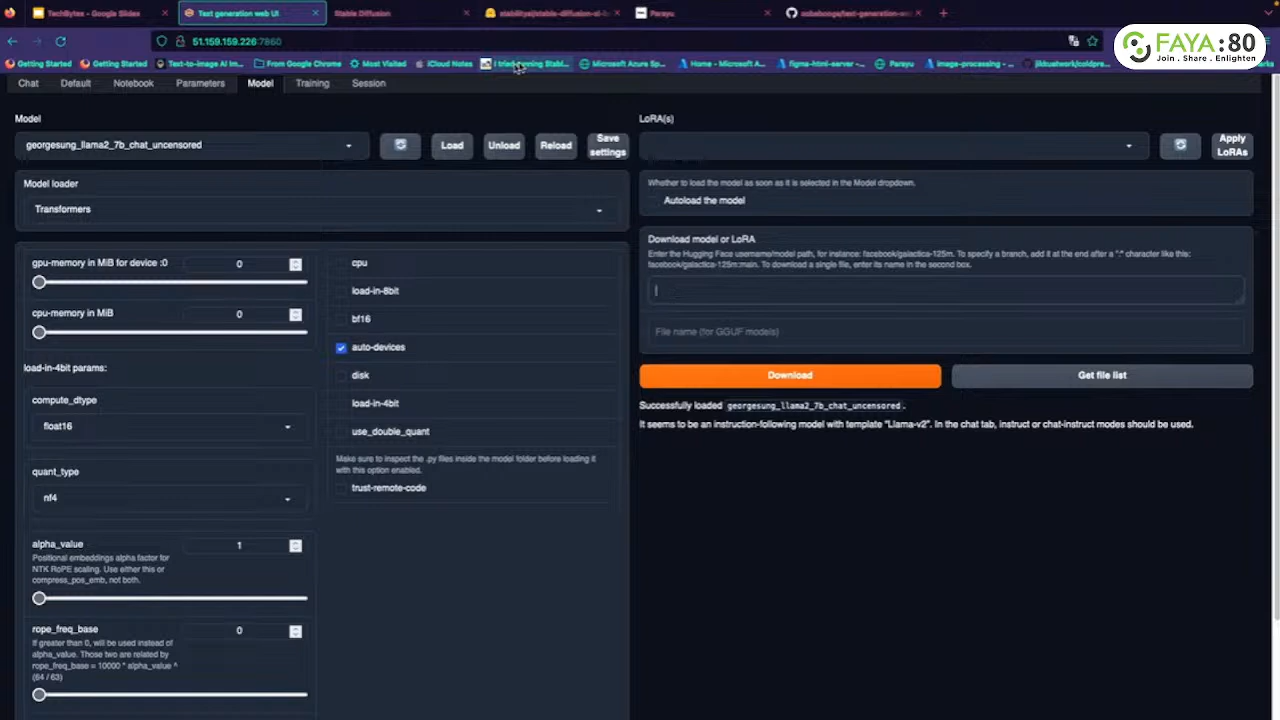 TechBytes - Google Slides
Text generation web UI
Stable Diffusion
Parayu
FAYA:80
Join . Share . Enlighten
51.159.159.226:7860
Getting Started
Getting Started
Text-to-image AI Im...
From Google Chrome
Most Visited
iCloud Notes
Microsoft Azure Sp...
Home - Microsoft A...
figma-html-server -...
Parayu
image-processing - ...
Chat
Default
Notebook
Parameters
Model
Training
Session
Model
georgesung_llama2_7b_chat_uncensored
Load
Unload
Reload
Save settings
LoRA(s)
Apply LoRAs
Model loader
Transformers
Whether to load the model as soon as it is selected in the Model dropdown.
Autoload the model
Download model or LoRA
Enter the Hugging Face username/model path, for instance: facebook/galactica-125m. To specify a branch, add it at the end after a ":" character like this:
facebook/galactica-125m:main. To download a single file, enter its name in the second box.
File name (for GGUF models)
Download
Get file list
Successfully loaded georgesung_llama2_7b_chat_uncensored.
It seems to be an instruction-following model with template "Llama-v2". In the chat tab, instruct or chat-instruct modes should be used.
gpu-memory in MiB for device :0
0
cpu-memory in MiB
0
load-in-4bit params:
compute_dtype
float16
quant_type
nf4
alpha_value
1
Positional embeddings alpha factor for
NTK RoPE scaling. Use either this or
compress_pos_emb, not both.
rope_freq_base
0
If greater than 0, will be used instead of
alpha_value. Those two are related by
rope_freq_base = 10000 * alpha_value ^
(64 / 63)
cpu
load-in-8bit
bf16
auto-devices
disk
load-in-4bit
use_double_quant
Make sure to inspect the .py files inside the model folder before loading it
with this option enabled.
trust-remote-code